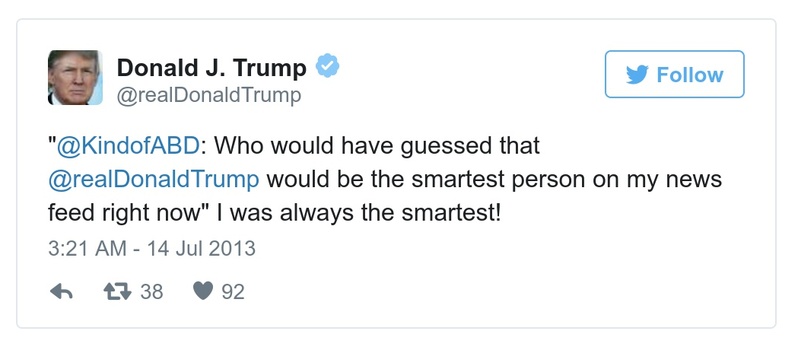 Donald J. Trump
@realDonaldTrump
Follow
"@KindofABD: Who would have guessed that
@realDonaldTrump would be the smartest person on my news
feed right now" I was always the smartest!
3:21 AM - 14 Jul 2013
38 92